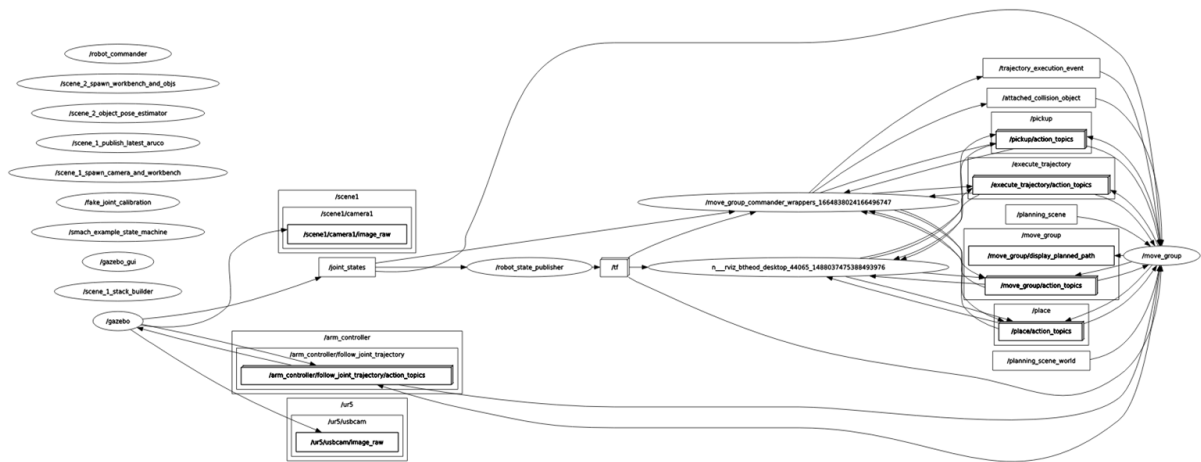 /robot_commander
/scene_2_spawn_workbench_and_objs
/scene_2_object_pose_estimator
/scene_1_publish_latest_aruco
/scene_1_spawn_camera_and_workbench
/fake_joint_calibration
/smach_example_state_machine
/gazebo_gui
/scene_1_stack_builder
/gazebo
/scene1
/scene1/camera1
/scene1/camera1/image_raw
/joint_states
/arm_controller
/arm_controller/follow_joint_trajectory
/arm_controller/follow_joint_trajectory/action_topics
/ur5
/ur5/usbcam
/ur5/usbcam/image_raw
/robot_state_publisher
/tf
/move_group_commander_wrappers_1664838024166496747
n___rviz_btheod_desktop_44065_1488037475388493976
/trajectory_execution_event
/attached_collision_object
/pickup
/pickup/action_topics
/execute_trajectory
/execute_trajectory/action_topics
/planning_scene
/move_group
/move_group/display_planned_path
/move_group/action_topics
/place
/place/action_topics
/planning_scene_world
/move_group